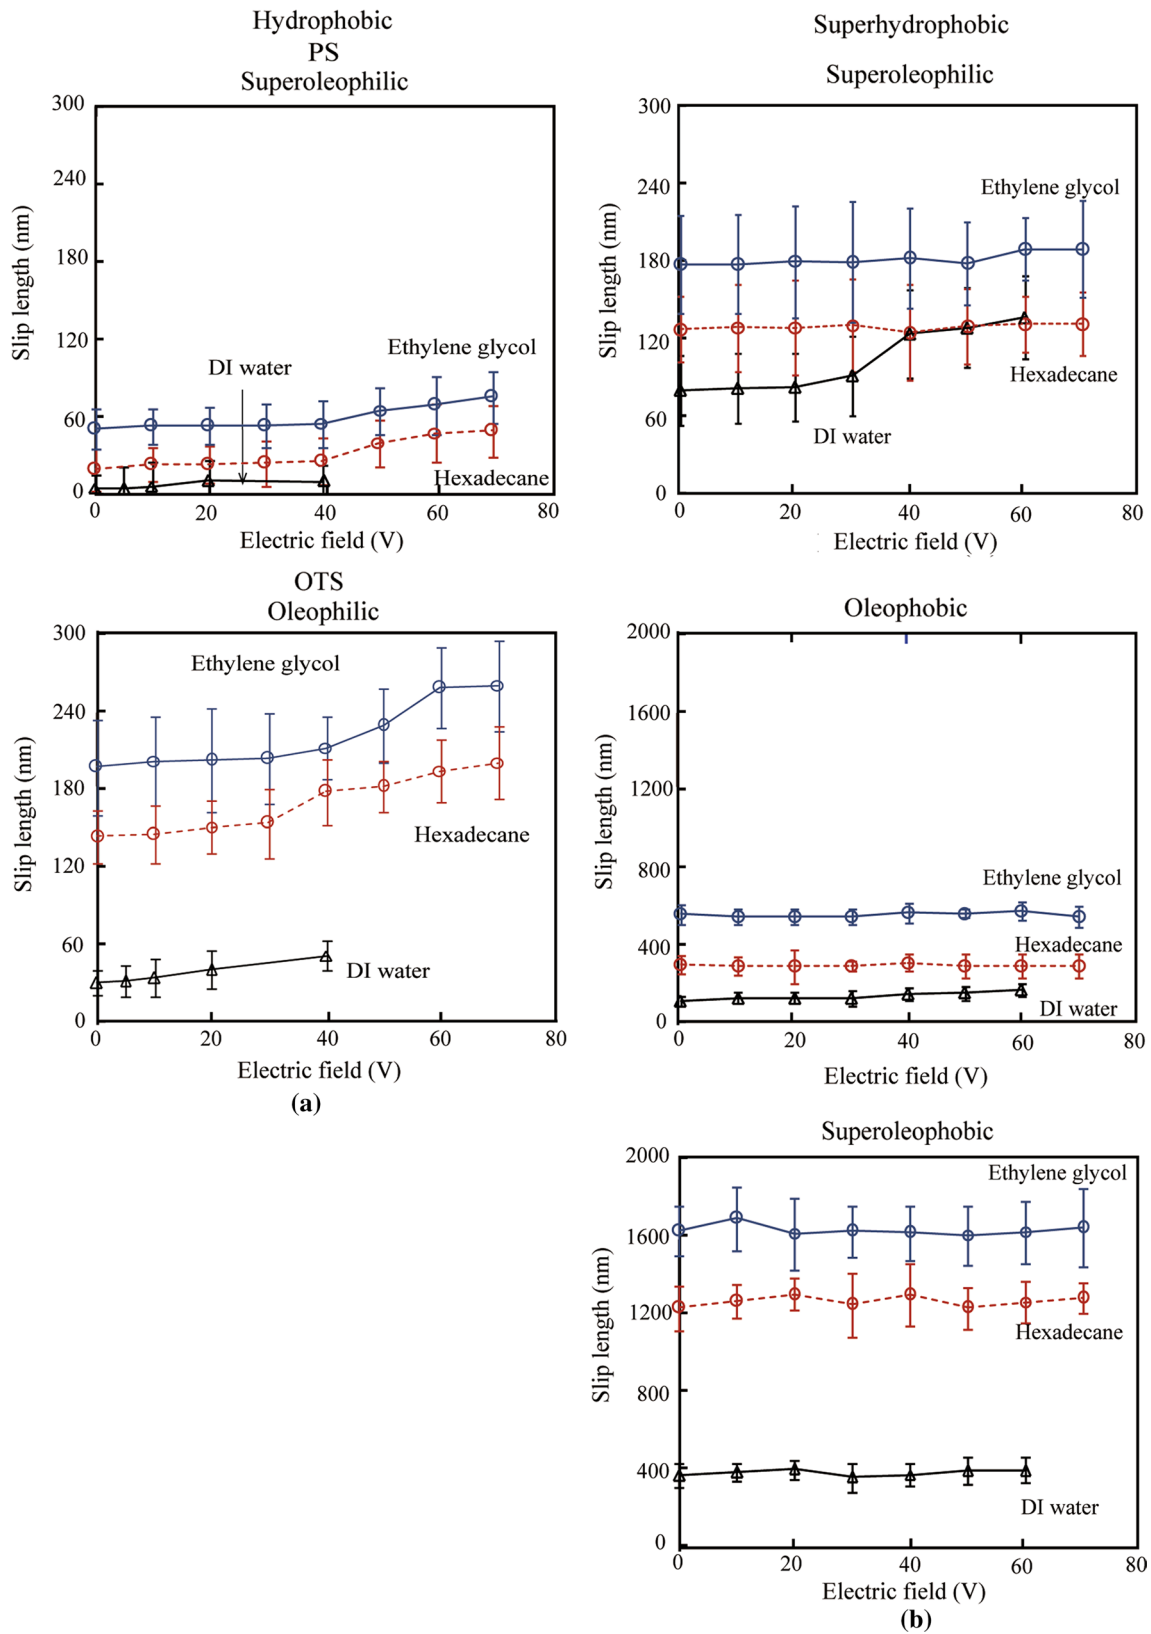 Hydrophobic
PS
Superoleophilic
300
240
180
120
60
0
Slip length (nm)
Ethylene glycol
DI water
Hexadecane
0 20 40 60 80
Electric field (V)
OTS
Oleophilic
300
240
180
120
60
0
Slip length (nm)
Ethylene glycol
Hexadecane
DI water
0 20 40 60 80
Electric field (V)
(a)
Superhydrophobic
Superoleophilic
300
240
180
120
60
0
Slip length (nm)
Ethylene glycol
Hexadecane
DI water
0 20 40 60 80
Electric field (V)
Oleophobic
2000
1600
1200
800
400
0
Slip length (nm)
Ethylene glycol
Hexadecane
DI water
0 20 40 60 80
Electric field (V)
Superoleophobic
2000
1600
1200
800
400
0
Slip length (nm)
Ethylene glycol
Hexadecane
DI water
0 20 40 60 80
Electric field (V)
(b)